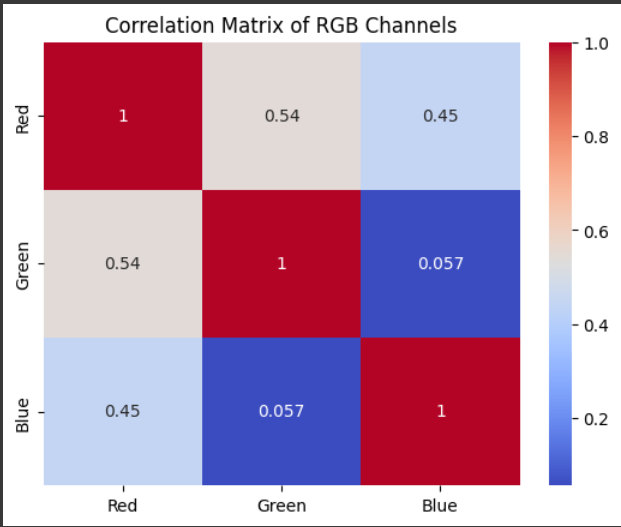 Correlation Matrix of RGB Channels
Red
1
0.54
0.45
Green
0.54
1
0.057
Blue
0.45
0.057
1
Red
Green
Blue
1.0
0.8
0.6
0.4
0.2